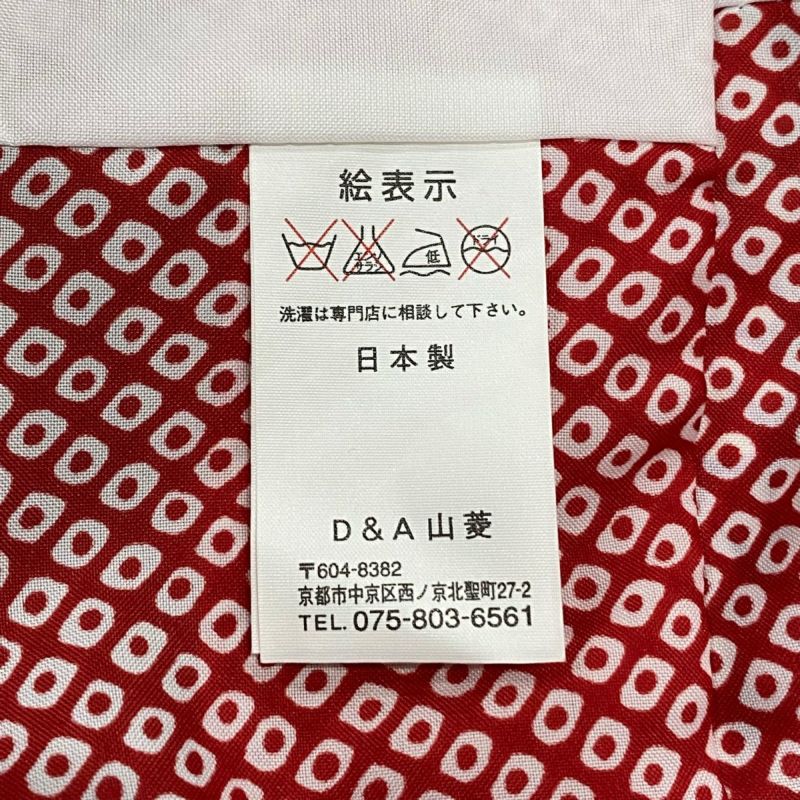 絵表示
エンソ
サラシ
低
ドライ
洗濯は専門店に相談して下さい。
日本製
D&A山菱
〒604-8382
京都市中京区西ノ京北聖町27-2
TEL. 075-803-6561